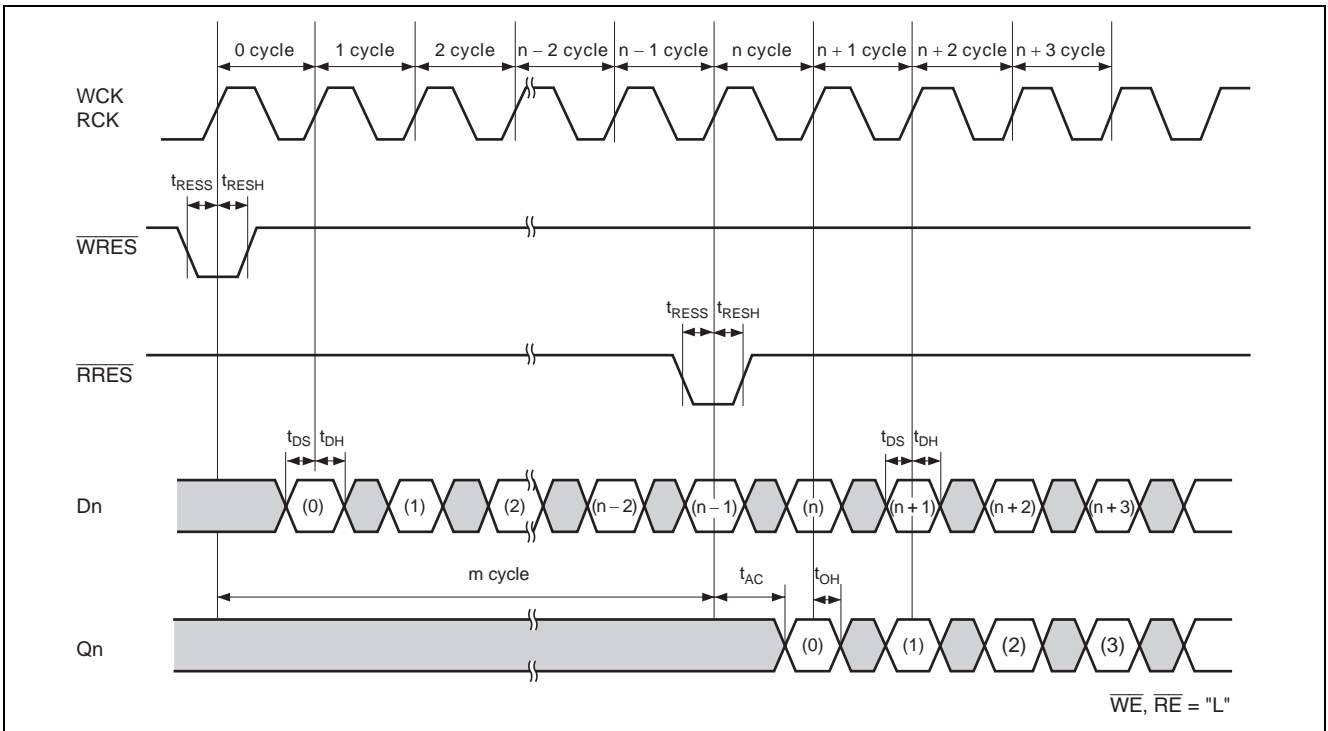 0 cycle 1 cycle 2 cycle n – 2 cycle n – 1 cycle n cycle n + 1 cycle n + 2 cycle n + 3 cycle
WCK
RCK
tRESS tRESH
WRES
tRESS tRESH
RRES
tDS tDH tDS tDH
Dn (0) (1) (2) (n – 2) (n – 1) (n) (n + 1) (n + 2) (n + 3)
m cycle tAC tOH
Qn (0) (1) (2) (3)
WE, RE = "L"